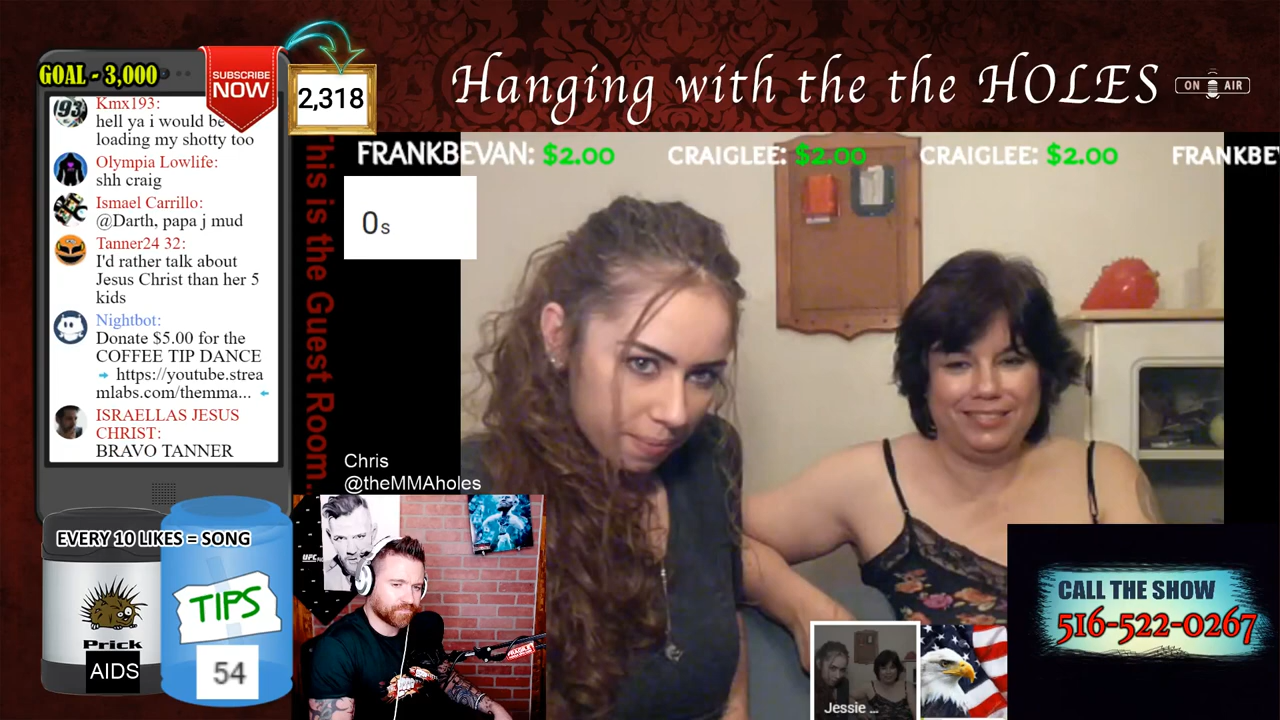 GOAL - 3,000
SUBSCRIBE
NOW
2,318
Hanging with the the HOLES
ON AIR
Kmx193:
hell ya i would be
loading my shotty too
Olympia Lowlife:
shh craig
Ismael Carrillo:
@Darth, papa j mud
Tanner24 32:
I'd rather talk about
Jesus Christ than her 5
kids
Nightbot:
Donate $5.00 for the
COFFEE TIP DANCE
https://youtube.strea
mlabs.com/themma...
ISRAELLAS JESUS
CHRIST:
BRAVO TANNER
This is the Guest Room.
FRANKBEVAN: $2.00 CRAIGLEE: $2.00 CRAIGLEE: $2.00 FRANKBE
0s
Chris
@theMMAholes
EVERY 10 LIKES = SONG
Prick
AIDS
TIPS
54
UFC
Jessie ...
CALL THE SHOW
516-522-0267